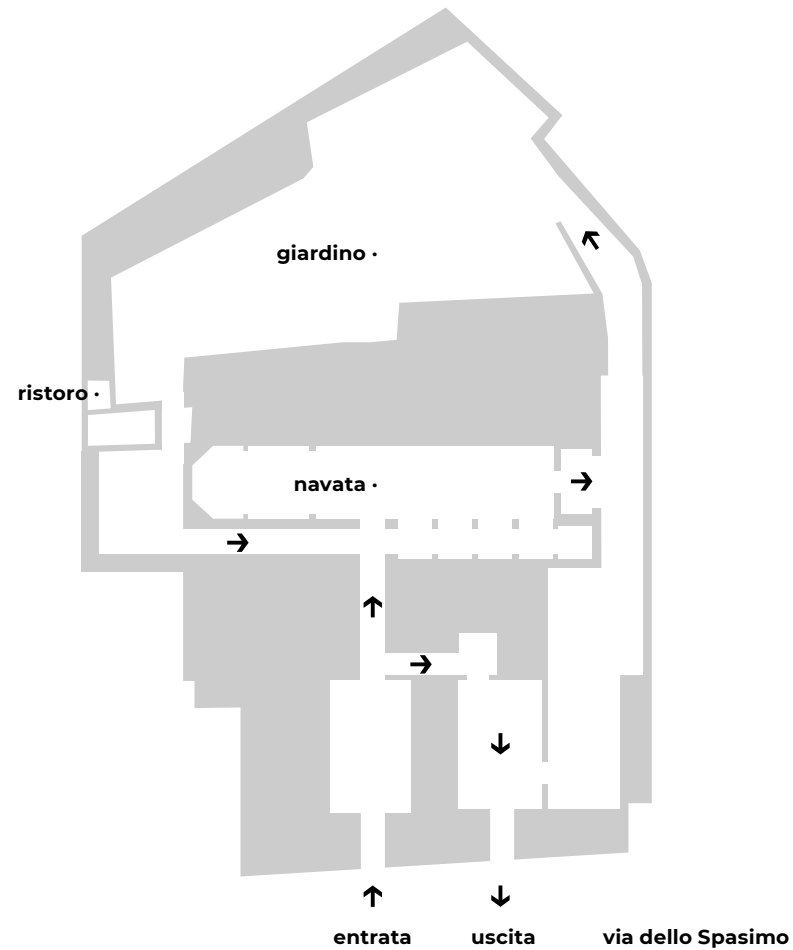 giardino ·
ristoro ·
navata ·
entrata
uscita
via dello Spasimo